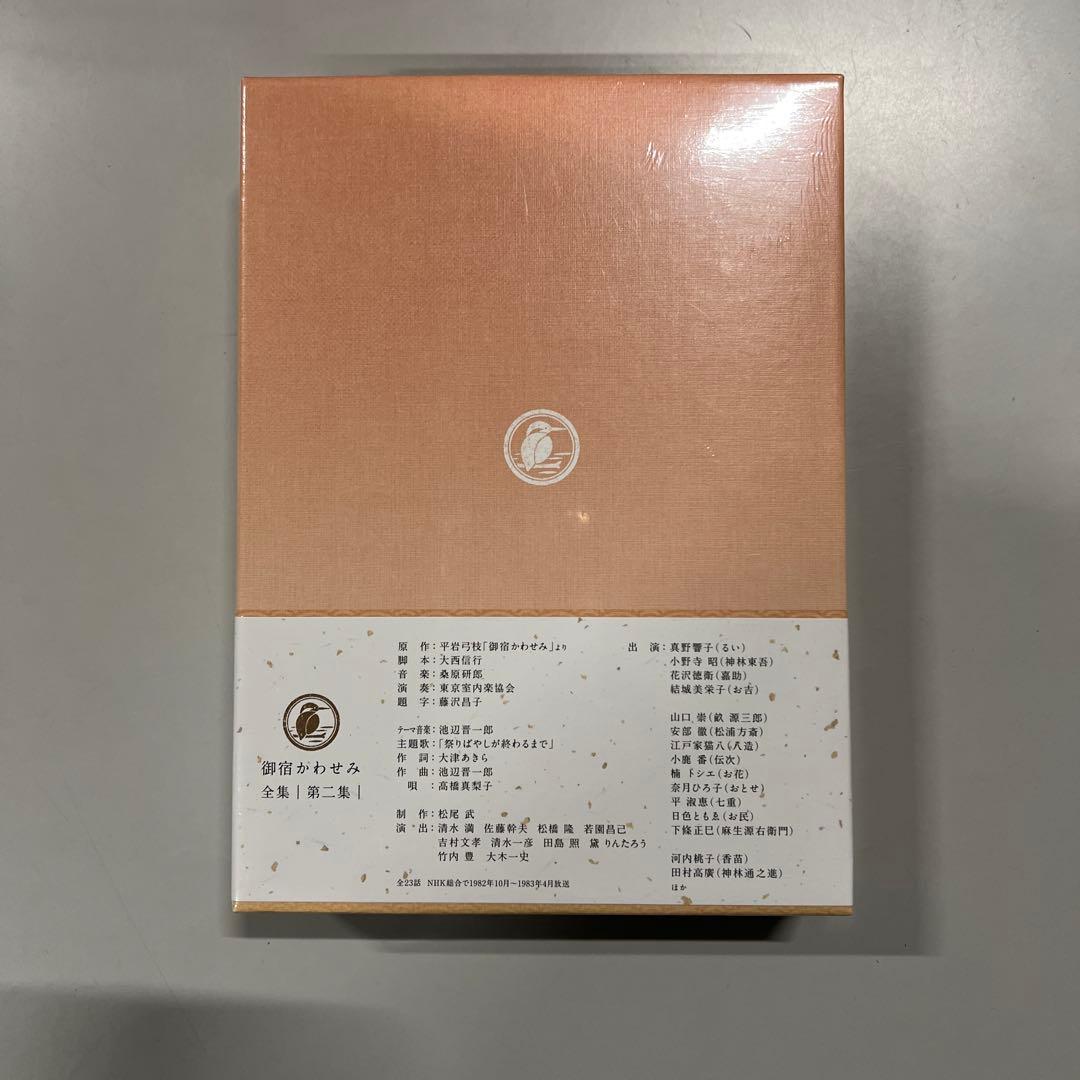 御宿かわせみ
全集｜第二集｜
原　作：平岩弓枝「御宿かわせみ」より
脚　本：大西信行
音　楽：桑原研郎
演　奏：東京室内楽協会
題　字：藤沢昌子
テーマ音楽：池辺晋一郎
主題歌：「祭りばやしが終わるまで」
作　詞：大津あきら
作　曲：池辺晋一郎
唄　：高橋真梨子
制　作：松尾 武
演　出：清水 満　佐藤幹夫　松橋 隆　若園昌己
吉村文孝　清水一彦　田島 照　黛 りんたろう
竹内 豊　大木一史
全23話　NHK総合で1982年10月～1983年4月放送
出　演：真野響子（るい）
小野寺 昭（神林東吾）
花沢徳衛（嘉助）
結城美栄子（お吉）
山口 崇（畝 源三郎）
安部 徹（松浦方斎）
江戸家猫八（八造）
小鹿 番（伝次）
楠 トシエ（お花）
奈月ひろ子（おとせ）
平 淑恵（七重）
日色ともゑ（お民）
下條正巳（麻生源右衛門）
河内桃子（香苗）
田村高廣（神林通之進）
ほか